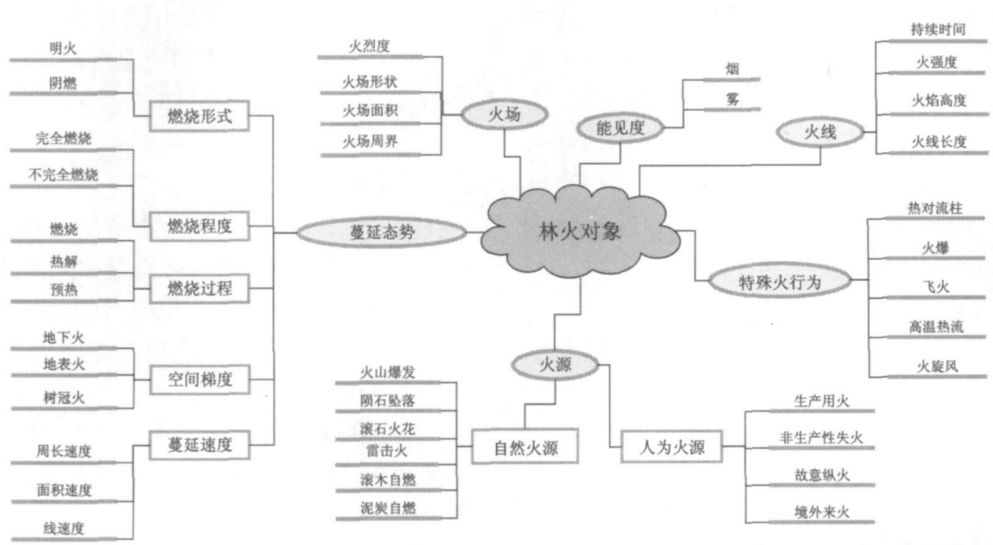 林火对象
蔓延态势
燃烧形式
明火
阴燃
燃烧程度
完全燃烧
不完全燃烧
燃烧过程
燃烧
热解
预热
空间梯度
地下火
地表火
树冠火
蔓延速度
周长速度
面积速度
线速度
火场
火烈度
火场形状
火场面积
火场周界
能见度
烟
雾
火线
持续时间
火强度
火焰高度
火线长度
特殊火行为
热对流柱
火爆
飞火
高温热流
火旋风
火源
自然火源
火山爆发
陨石坠落
滚石火花
雷击火
滚木自燃
泥炭自燃
人为火源
生产用火
非生产性失火
故意纵火
境外来火